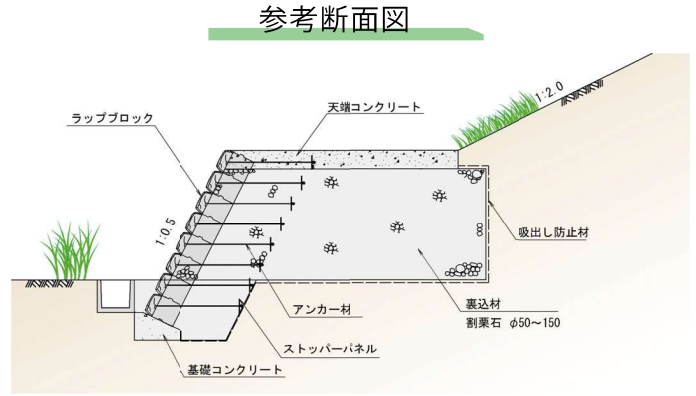 参考断面図
天端コンクリート
ラップブロック
1:2.0
1:0.5
吸出し防止材
裏込材
割栗石 φ50～150
アンカー材
ストッパーパネル
基礎コンクリート